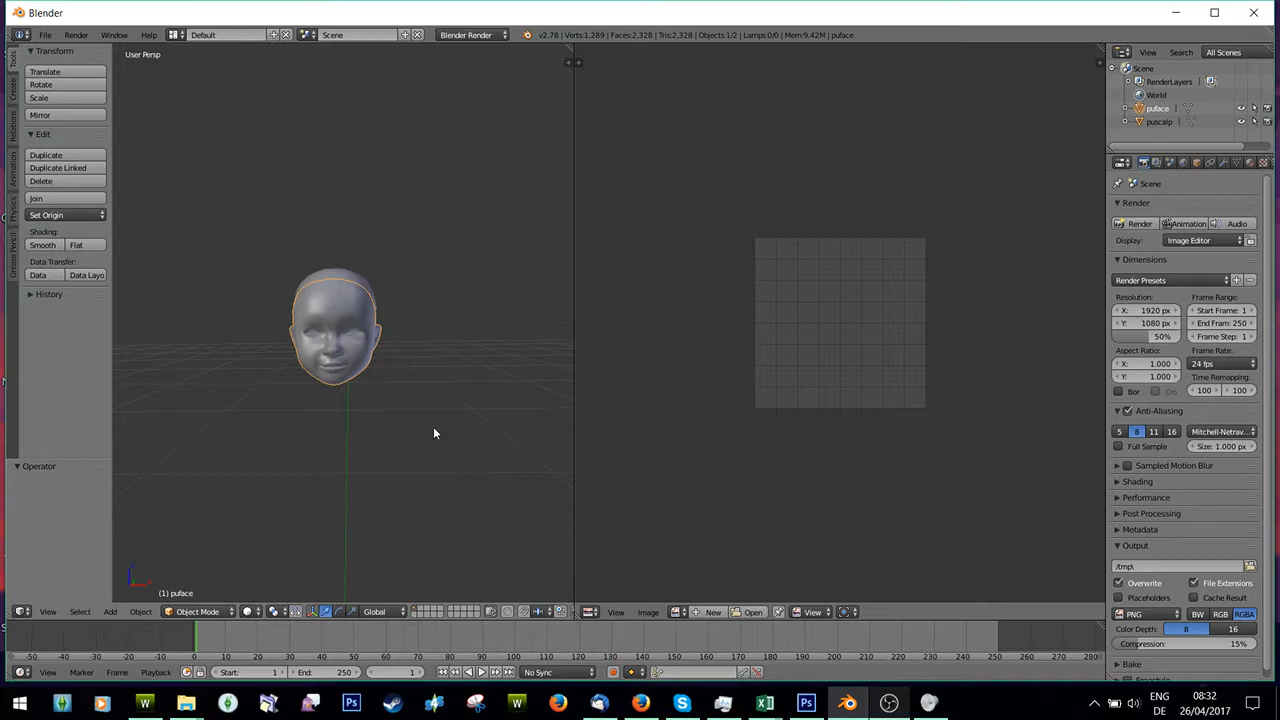 Blender
File Render Window Help Default Scene Blender Render v2.78 | Verts:1,289 | Faces:2,328 | Tris:2,328 | Objects:1/2 | Lamps:0/0 | Mem:9.42M | puface
Transform
Translate
Rotate
Scale
Mirror
Edit
Duplicate
Duplicate Linked
Delete
Join
Set Origin
Shading:
Smooth Flat
Data Transfer:
Data Data Layo
History
Operator
Tools
Create
Relations
Animation
Physics
Grease Pencil
User Persp
(1) puface
View Select Add Object Object Mode Global
View Image New Open View
View Search All Scenes
Scene
RenderLayers
World
puface
puscalp
Scene
Render
Render Animation Audio
Display: Image Editor
Dimensions
Render Presets
Resolution: Frame Range:
X: 1920 px Start Frame: 1
Y: 1080 px End Fram: 250
50% Frame Step: 1
Aspect Ratio: Frame Rate:
X: 1.000 24 fps
Y: 1.000 Time Remapping:
Bor Cro 100 100
Anti-Aliasing
5 8 11 16 Mitchell-Netrav...
Full Sample Size: 1.000 px
Sampled Motion Blur
Shading
Performance
Post Processing
Metadata
Output
/tmp\
Overwrite File Extensions
Placeholders Cache Result
PNG BW RGB RGBA
Color Depth: 8 16
Compression: 15%
Bake
-50 -40 -30 -20 -10 0 10 20 30 40 50 60 70 80 90 100 110 120 130 140 150 160 170 180 190 200 210 220 230 240 250 260 270 280
View Marker Frame Playback Start: 1 End: 250 1 No Sync
ENG 08:32
DE 26/04/2017